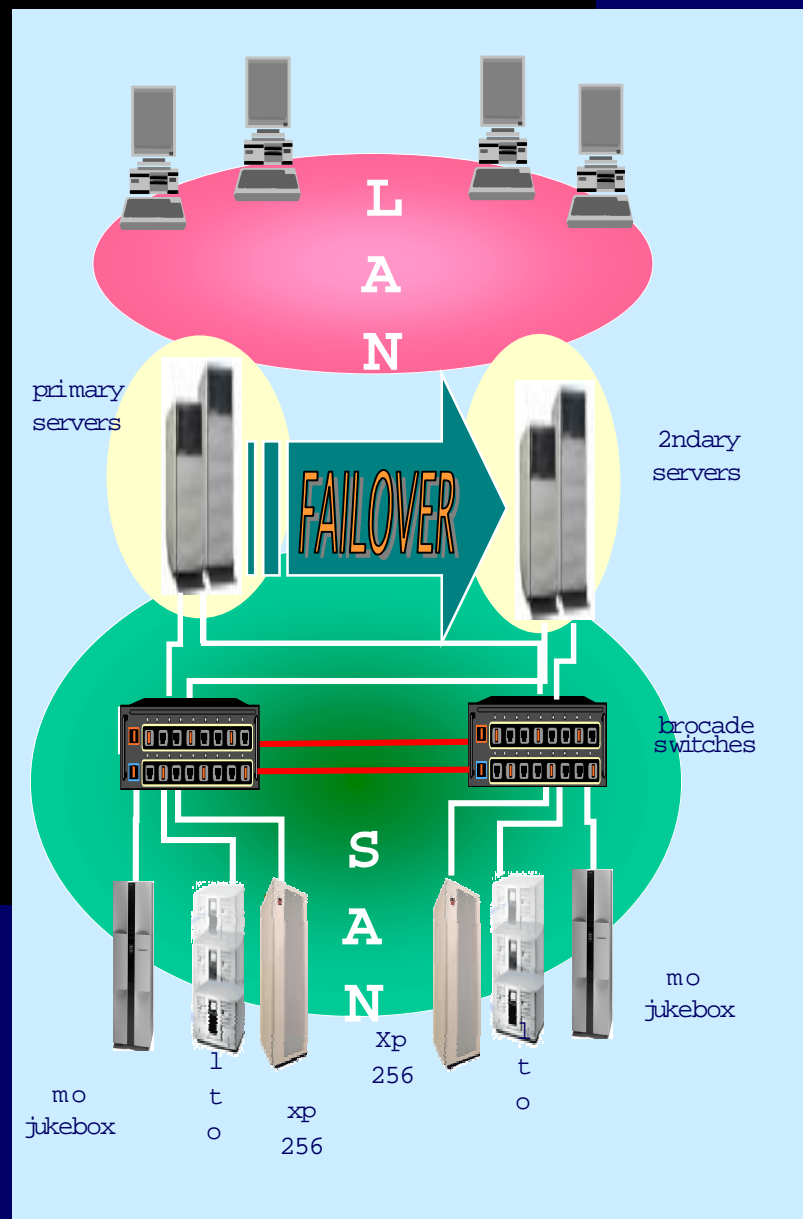 L
A
N
primary
servers
2ndary
servers
FAILOVER
brocade
switches
S
A
N
mo
jukebox
l
t
o
xp
256
Xp
256
l
t
o
mo
jukebox